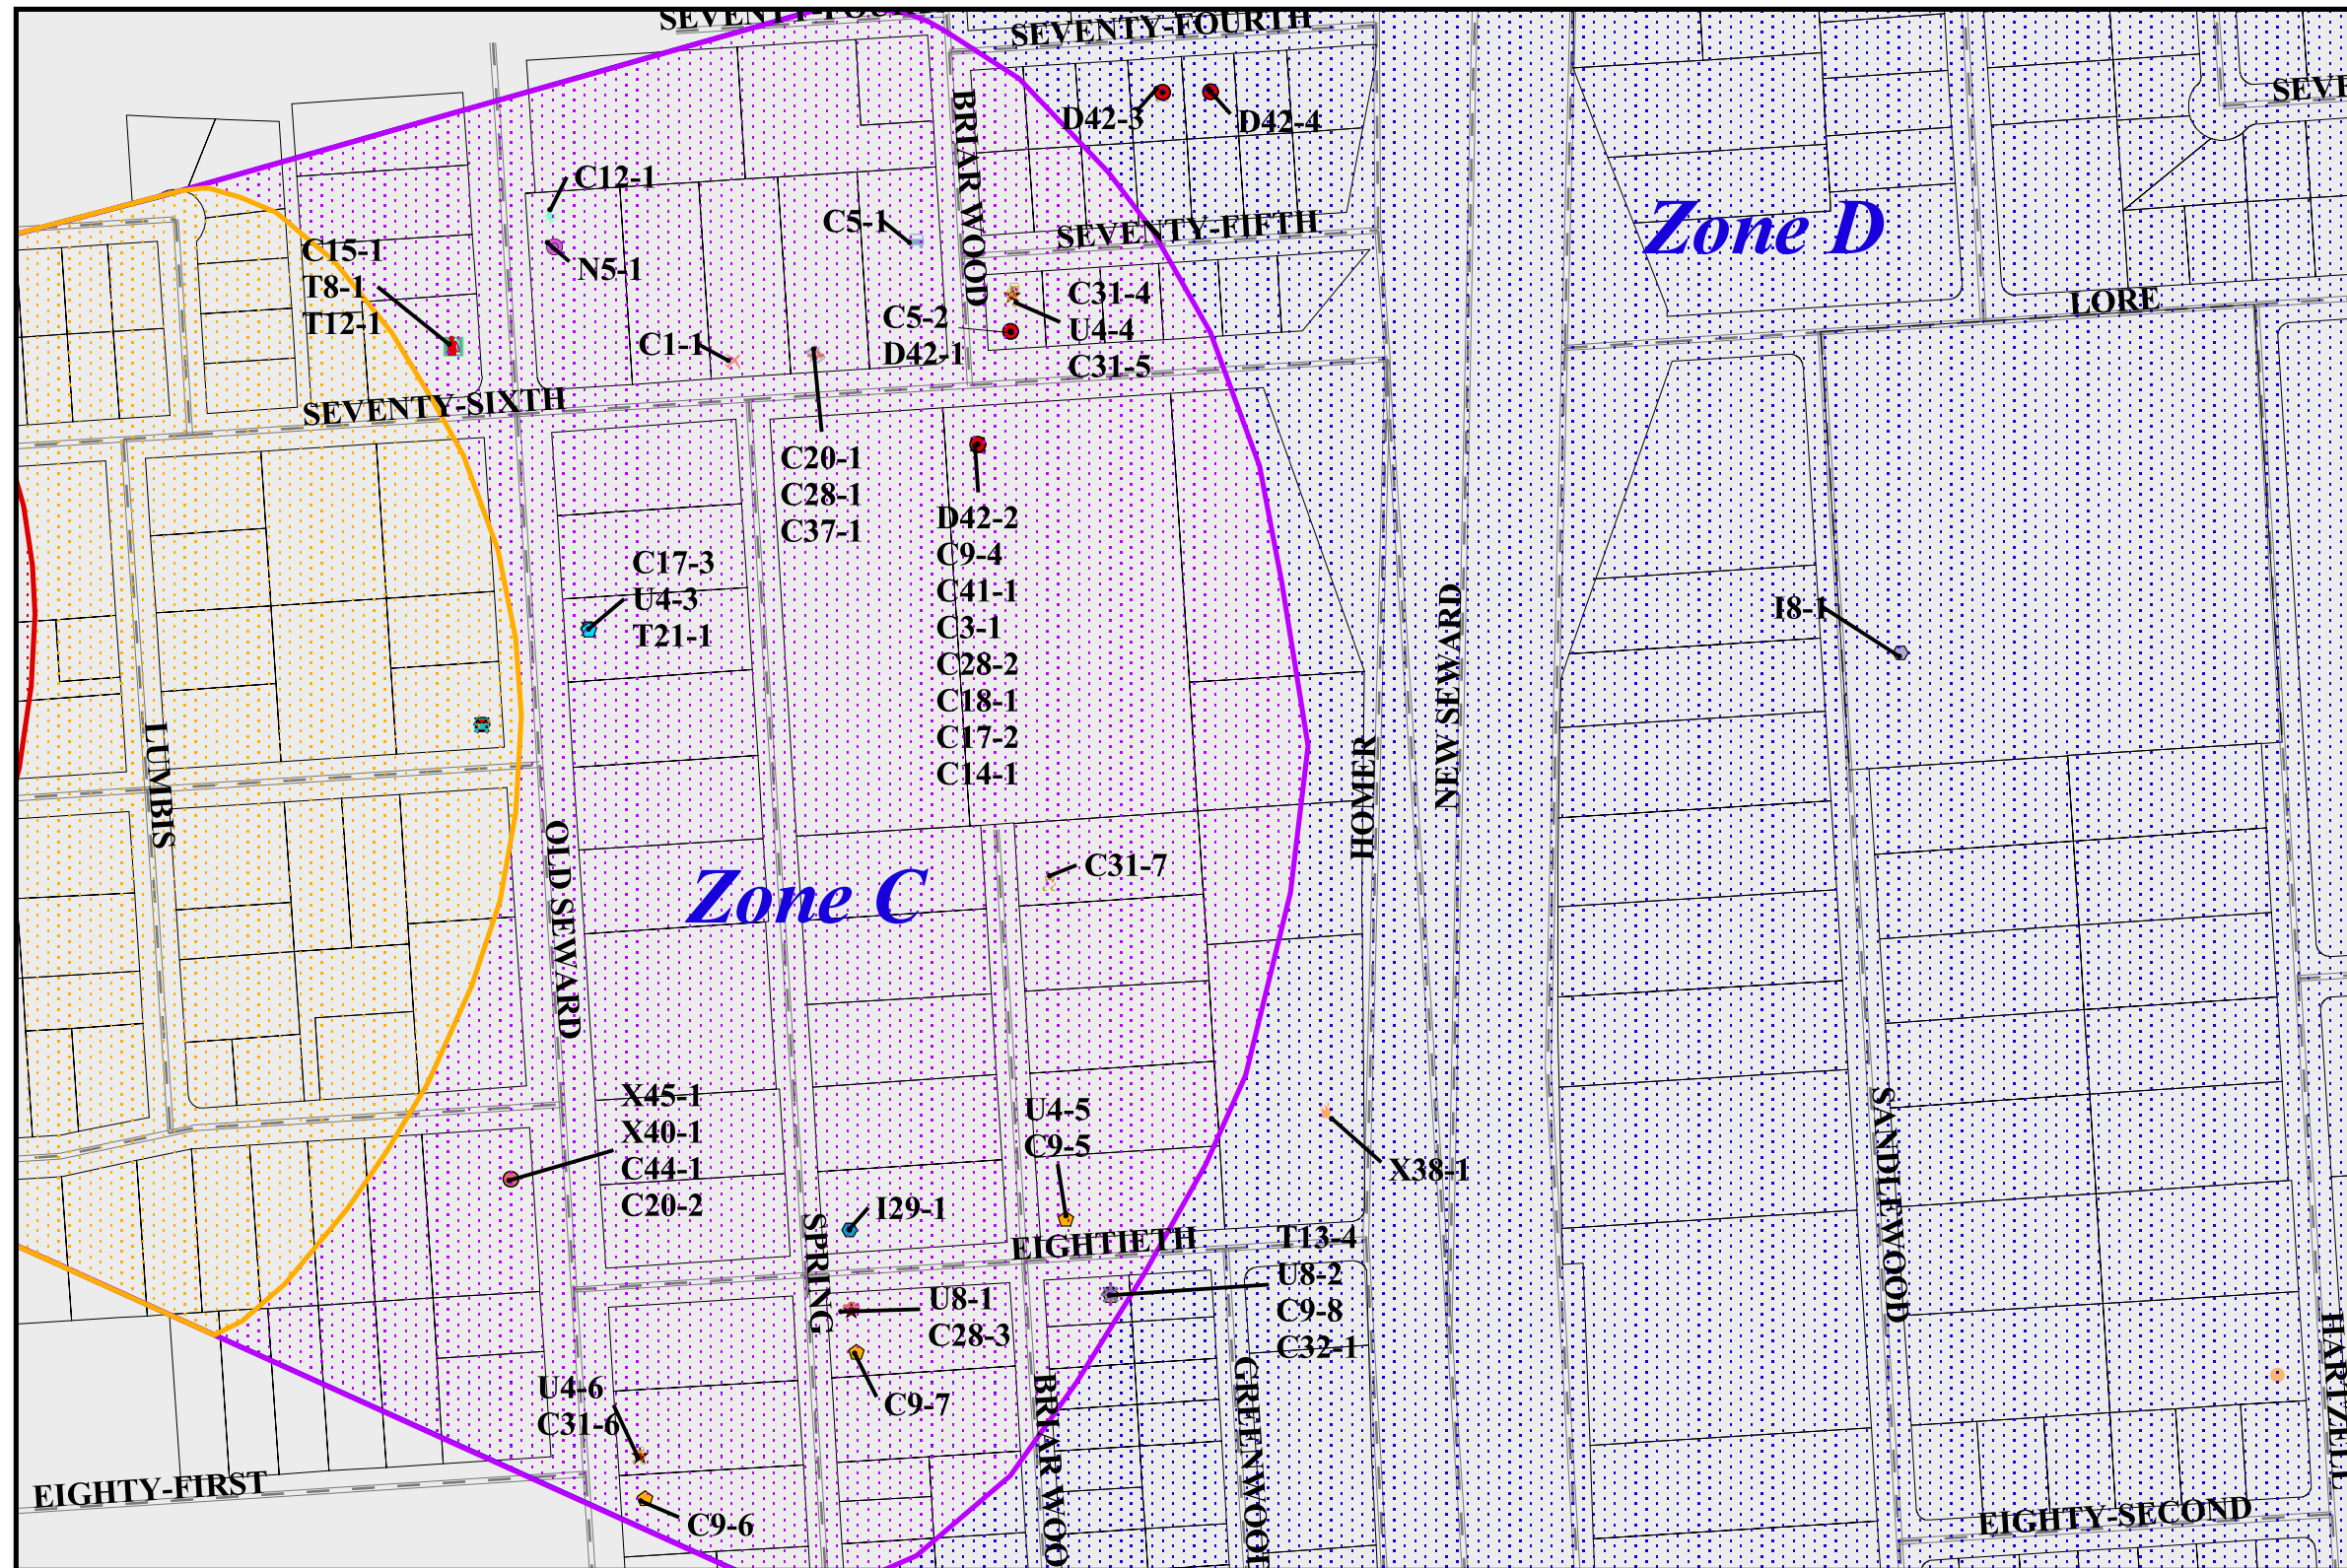 SEVENTY-FOURTH
SEVENTY-FOURTH
D42-3
D42-4
BRIAR WOOD
C12-1
C5-1
N5-1
SEVENTY-FIFTH
Zone D
C15-1
T8-1
T12-1
C31-4
U4-4
C31-5
C5-2
D42-1
C1-1
LORE
SEVENTY-SIXTH
C20-1
C28-1
C37-1
D42-2
C9-4
C41-1
C3-1
C28-2
C18-1
C17-2
C14-1
C17-3
U4-3
T21-1
I8-1
NEW SEWARD
HOMER
LUMBIS
OLD SEWARD
Zone C
C31-7
X45-1
X40-1
C44-1
C20-2
U4-5
C9-5
X38-1
SANDLEWOOD
I29-1
SPRING
EIGHTIETH
T13-4
U8-2
C9-8
C32-1
U8-1
C28-3
C9-7
U4-6
C31-6
BRIAR WOO
GREENWOOD
HARTZELL
EIGHTY-FIRST
C9-6
EIGHTY-SECOND